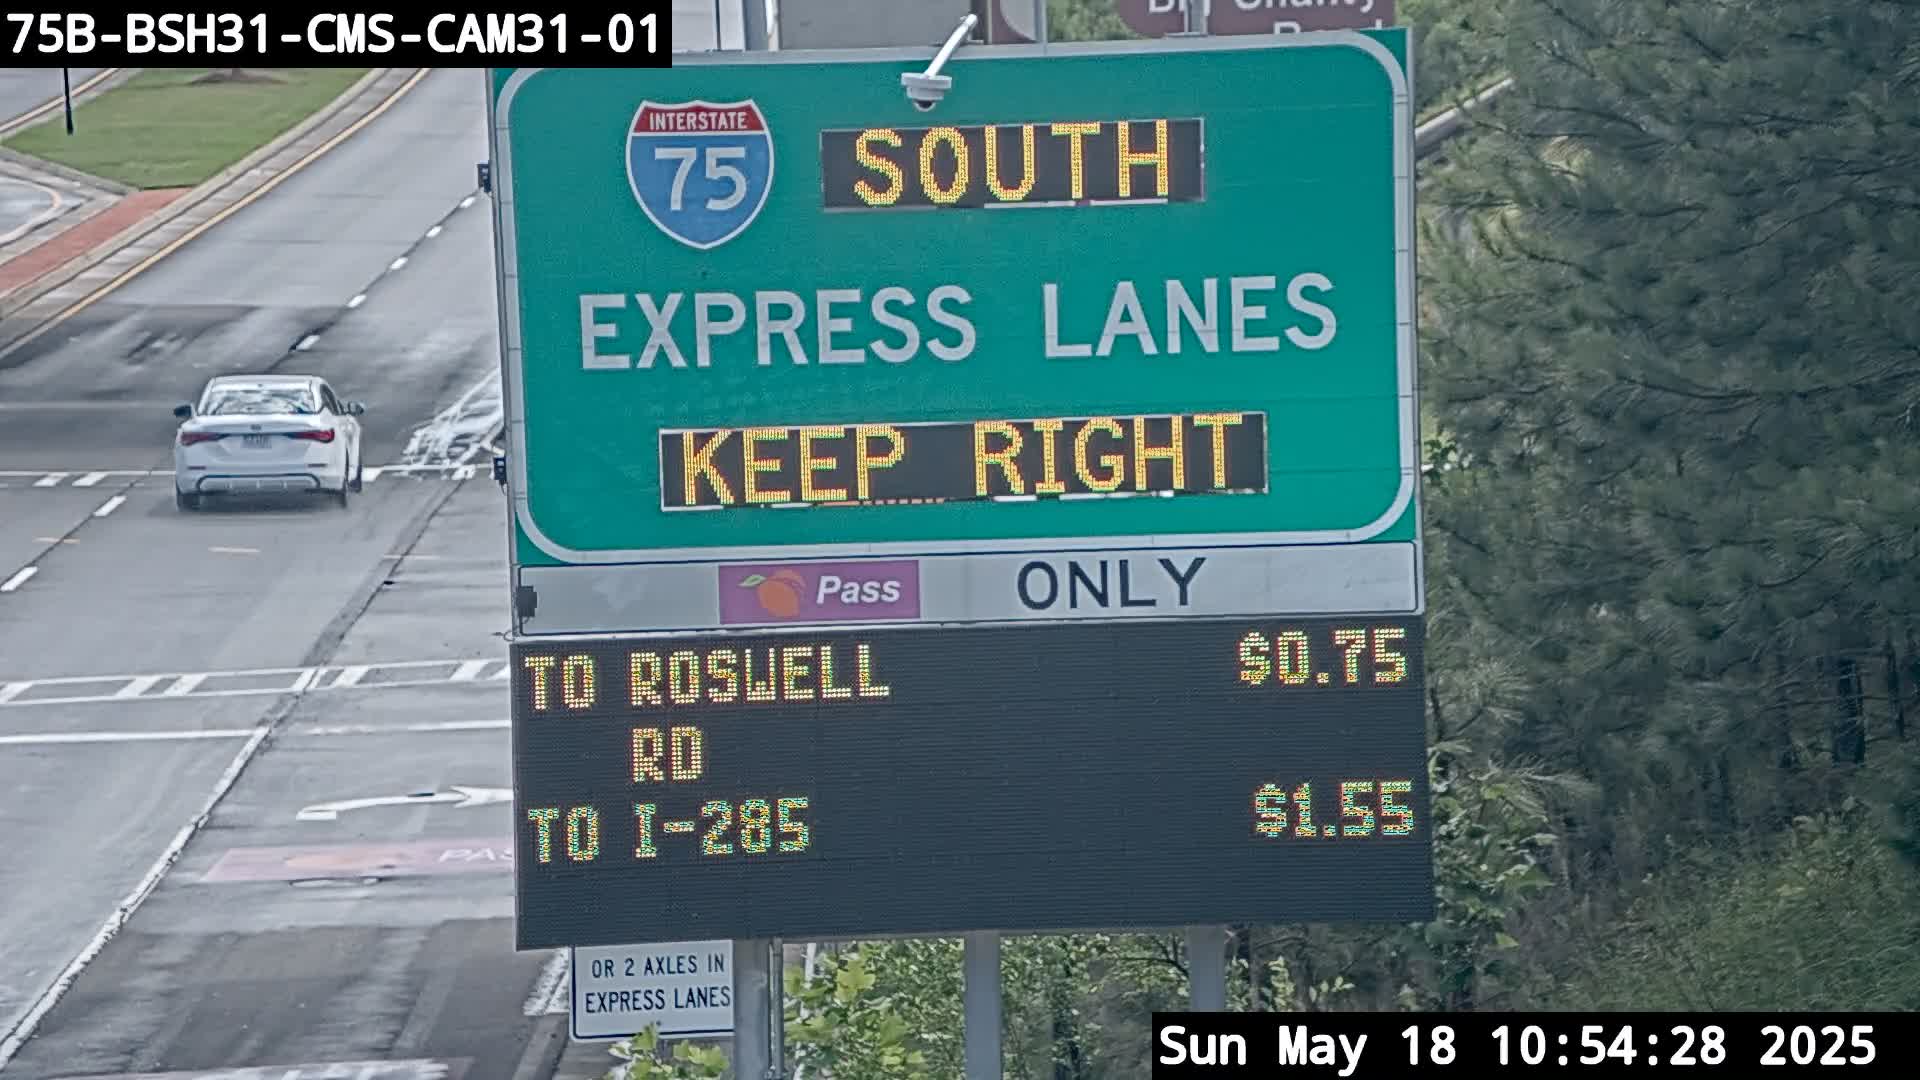 75B-BSH31-CMS-CAM31-01
INTERSTATE
75
SOUTH
EXPRESS LANES
KEEP RIGHT
Pass ONLY
TO ROSWELL $0.75
RD
TO I-285 $1.55
OR 2 AXLES IN
EXPRESS LANES
Sun May 18 10:54:28 2025